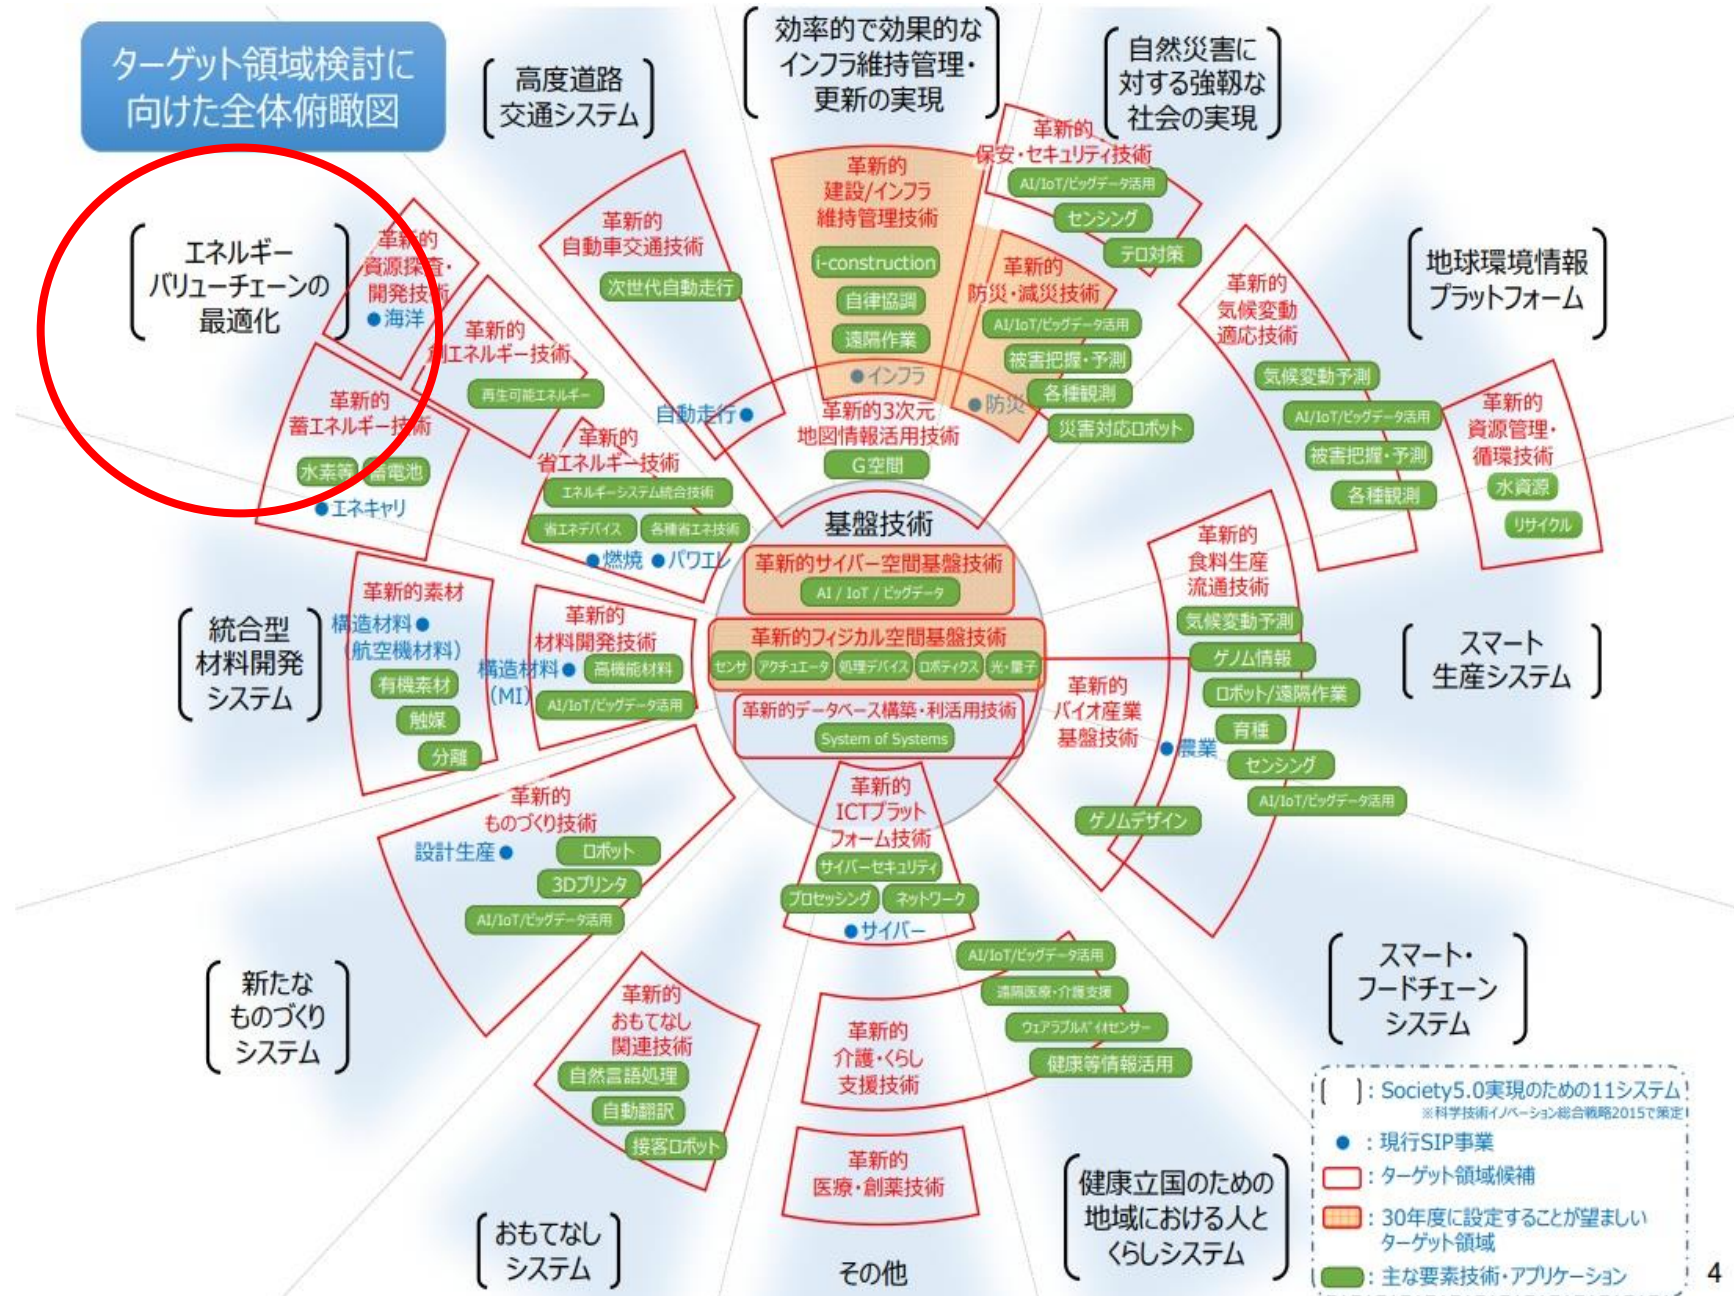 ターゲット領域検討に
向けた全体俯瞰図
高度道路
交通システム
効率的で効果的な
インフラ維持管理・
更新の実現
自然災害に
対する強靱な
社会の実現
エネルギー
バリューチェーンの
最適化
革新的
資源探査・
開発技術
●海洋
革新的
創エネルギー技術
再生可能エネルギー
革新的
蓄エネルギー技術
水素等
蓄電池
●エネキャリ
革新的
省エネルギー技術
エネルギーシステム統合技術
省エネデバイス
各種省エネ技術
●燃焼 ●パワエレ
革新的
自動車交通技術
次世代自動走行
自動走行●
革新的
建設/インフラ
維持管理技術
i-construction
自律協調
遠隔作業
●インフラ
革新的3次元
地図情報活用技術
G空間
革新的
保安・セキュリティ技術
AI/IoT/ビッグデータ活用
センシング
テロ対策
革新的
防災・減災技術
AI/IoT/ビッグデータ活用
被害把握・予測
各種観測
●防災
災害対応ロボット
地球環境情報
プラットフォーム
革新的
気候変動
適応技術
気候変動予測
AI/IoT/ビッグデータ活用
被害把握・予測
各種観測
革新的
資源管理・
循環技術
水資源
リサイクル
基盤技術
革新的サイバー空間基盤技術
AI / IoT / ビッグデータ
革新的フィジカル空間基盤技術
センサ
アクチュエータ
処理デバイス
ロボティクス
光・量子
革新的データベース構築・利活用技術
System of Systems
統合型
材料開発
システム
革新的素材
構造材料●
(航空機材料)
有機素材
触媒
分離
革新的
材料開発技術
構造材料●
(MI)
高機能材料
AI/IoT/ビッグデータ活用
スマート
生産システム
革新的
食料生産
流通技術
気候変動予測
ゲノム情報
ロボット/遠隔作業
育種
センシング
AI/IoT/ビッグデータ活用
革新的
バイオ産業
基盤技術
●農業
ゲノムデザイン
革新的
ものづくり技術
設計生産●
ロボット
3Dプリンタ
AI/IoT/ビッグデータ活用
革新的
ICTプラット
フォーム技術
サイバーセキュリティ
プロセッシング
ネットワーク
●サイバー
新たな
ものづくり
システム
革新的
おもてなし
関連技術
自然言語処理
自動翻訳
接客ロボット
革新的
介護・くらし
支援技術
AI/IoT/ビッグデータ活用
遠隔医療・介護支援
ウェアラブルバイオセンサー
健康等情報活用
革新的
医療・創薬技術
スマート・
フードチェーン
システム
おもてなし
システム
その他
健康立国のための
地域における人と
くらしシステム
[ ]:Society5.0実現のための11システム
※科学技術イノベーション総合戦略2015で策定
●:現行SIP事業
:ターゲット領域候補
:30年度に設定することが望ましい
ターゲット領域
:主な要素技術・アプリケーション
4